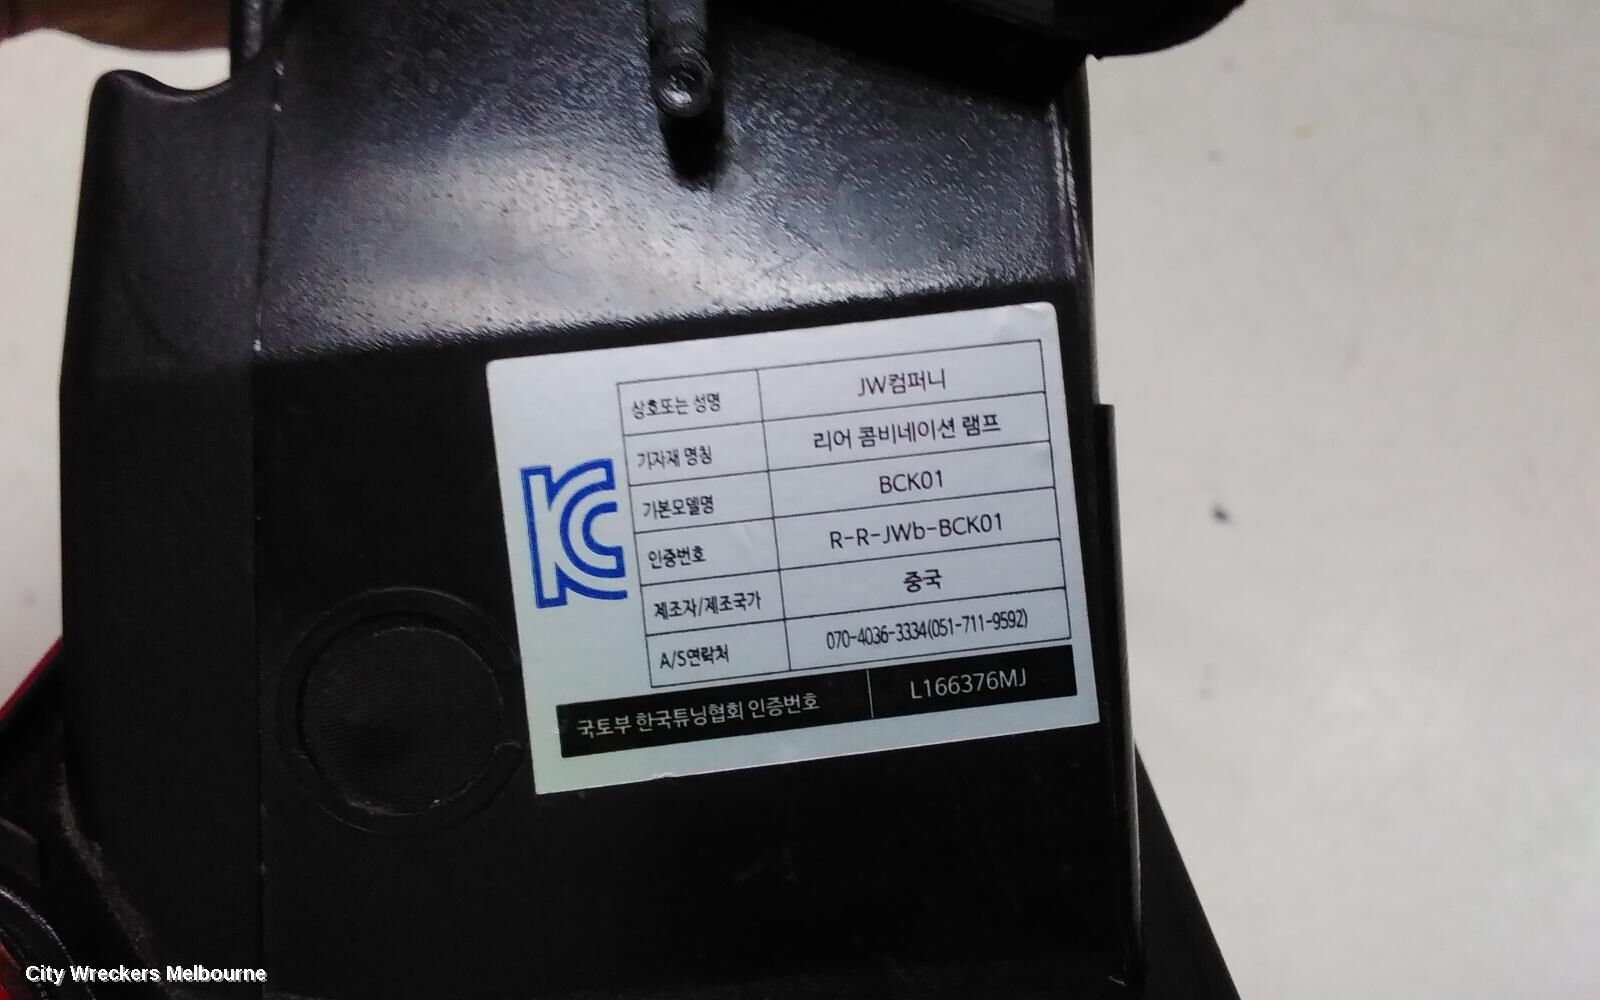 상호또는 성명 JW컴퍼니
기자재 명칭 리어 콤비네이션 램프
기본모델명 BCK01
인증번호 R-R-JWb-BCK01
제조자/제조국가 중국
A/S연락처 070-4036-3334(051-711-9592)
국토부 한국튜닝협회 인증번호 L166376MJ
City Wreckers Melbourne